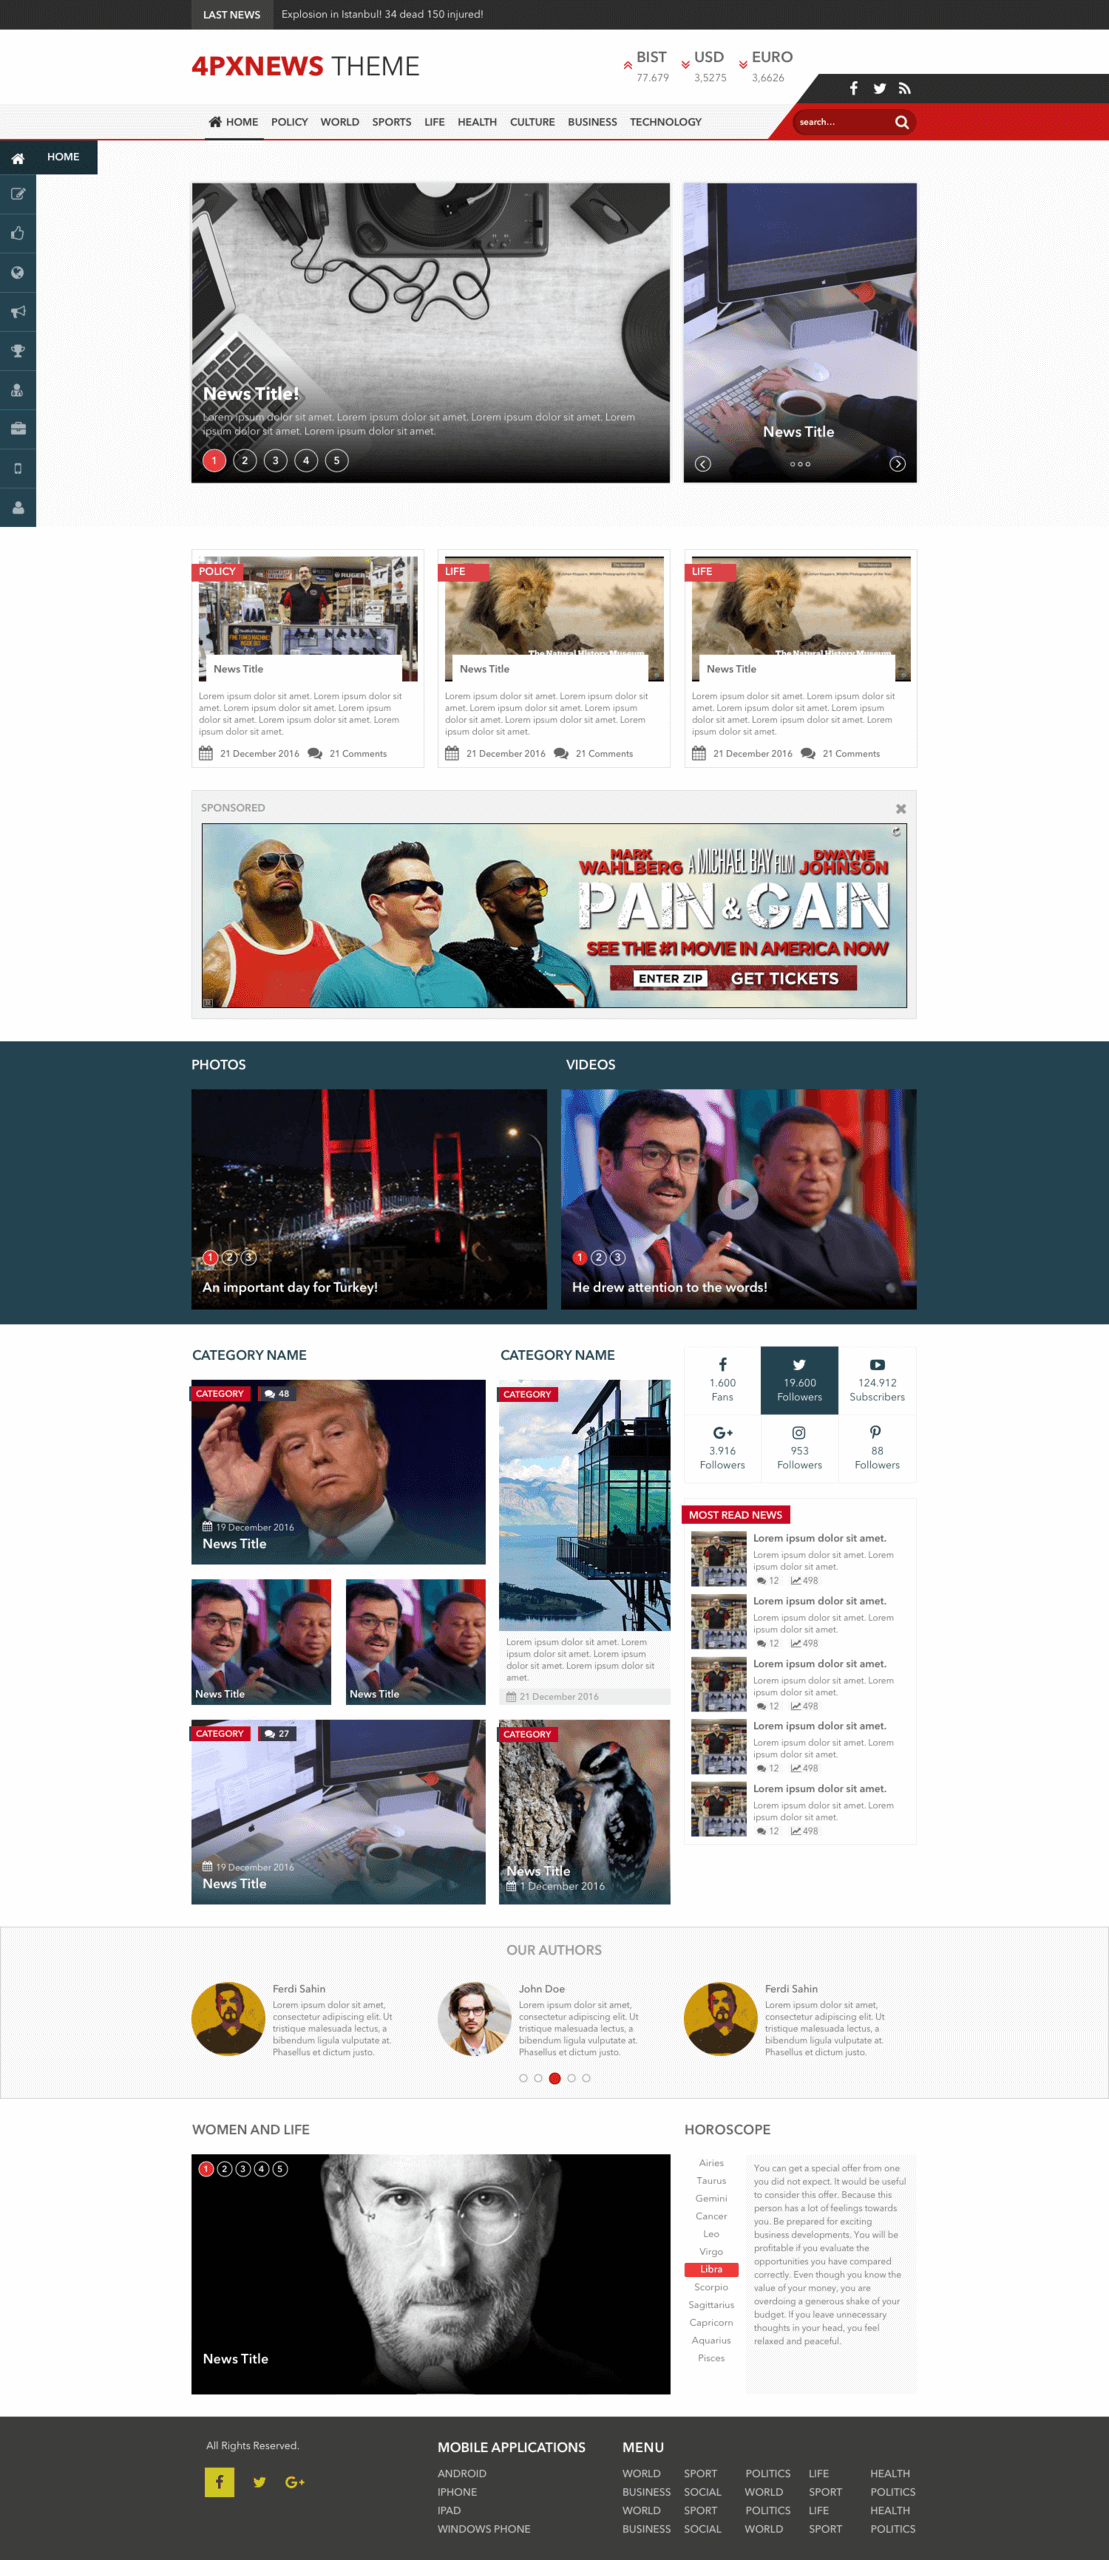 LAST NEWS Explosion in Istanbul! 34 dead 150 injured!
4PXNEWS THEME
BIST USD EURO
77.679 3,5275 3,6626
HOME POLICY WORLD SPORTS LIFE HEALTH CULTURE BUSINESS TECHNOLOGY
search...
HOME
News Title!
Lorem ipsum dolor sit amet. Lorem ipsum dolor sit amet. Lorem ipsum dolor sit amet. Lorem
ipsum dolor sit amet. Lorem ipsum dolor sit amet.
1 2 3 4 5
News Title
POLICY
News Title
Lorem ipsum dolor sit amet. Lorem ipsum dolor sit
amet. Lorem ipsum dolor sit amet. Lorem ipsum
dolor sit amet. Lorem ipsum dolor sit amet. Lorem
ipsum dolor sit amet.
21 December 2016 21 Comments
LIFE
The Natural History Museum
News Title
Lorem ipsum dolor sit amet. Lorem ipsum dolor sit
amet. Lorem ipsum dolor sit amet. Lorem ipsum
dolor sit amet. Lorem ipsum dolor sit amet. Lorem
ipsum dolor sit amet.
21 December 2016 21 Comments
LIFE
The Natural History Museum
News Title
Lorem ipsum dolor sit amet. Lorem ipsum dolor sit
amet. Lorem ipsum dolor sit amet. Lorem ipsum
dolor sit amet. Lorem ipsum dolor sit amet. Lorem
ipsum dolor sit amet.
21 December 2016 21 Comments
SPONSORED
MARK WAHLBERG A MICHAEL BAY FILM DWAYNE JOHNSON
PAIN & GAIN
SEE THE #1 MOVIE IN AMERICA NOW
ENTER ZIP GET TICKETS
PHOTOS
1 2 3
An important day for Turkey!
VIDEOS
1 2 3
He drew attention to the words!
CATEGORY NAME
CATEGORY 48
19 December 2016
News Title
News Title
News Title
CATEGORY 27
19 December 2016
News Title
CATEGORY NAME
CATEGORY
Lorem ipsum dolor sit amet. Lorem
ipsum dolor sit amet. Lorem ipsum
dolor sit amet. Lorem ipsum dolor sit
amet.
21 December 2016
CATEGORY
News Title
1 December 2016
1.600 19.600 124.912
Fans Followers Subscribers
3.916 953 88
Followers Followers Followers
MOST READ NEWS
Lorem ipsum dolor sit amet.
Lorem ipsum dolor sit amet. Lorem
ipsum dolor sit amet.
12 498
Lorem ipsum dolor sit amet.
Lorem ipsum dolor sit amet. Lorem
ipsum dolor sit amet.
12 498
Lorem ipsum dolor sit amet.
Lorem ipsum dolor sit amet. Lorem
ipsum dolor sit amet.
12 498
Lorem ipsum dolor sit amet.
Lorem ipsum dolor sit amet. Lorem
ipsum dolor sit amet.
12 498
Lorem ipsum dolor sit amet.
Lorem ipsum dolor sit amet. Lorem
ipsum dolor sit amet.
12 498
OUR AUTHORS
Ferdi Sahin
Lorem ipsum dolor sit amet,
consectetur adipiscing elit. Ut
tristique malesuada lectus, a
bibendum ligula vulputate at.
Phasellus et dictum justo.
John Doe
Lorem ipsum dolor sit amet,
consectetur adipiscing elit. Ut
tristique malesuada lectus, a
bibendum ligula vulputate at.
Phasellus et dictum justo.
Ferdi Sahin
Lorem ipsum dolor sit amet,
consectetur adipiscing elit. Ut
tristique malesuada lectus, a
bibendum ligula vulputate at.
Phasellus et dictum justo.
WOMEN AND LIFE
1 2 3 4 5
News Title
HOROSCOPE
Airies
Taurus
Gemini
Cancer
Leo
Virgo
Libra
Scorpio
Sagittarius
Capricorn
Aquarius
Pisces
You can get a special offer from one
you did not expect. It would be useful
to consider this offer. Because this
person has a lot of feelings towards
you. Be prepared for exciting
business developments. You will be
profitable if you evaluate the
opportunities you have compared
correctly. Even though you know the
value of your money, you are
overdoing a generous shake of your
budget. If you leave unnecessary
thoughts in your head, you feel
relaxed and peaceful.
All Rights Reserved.
MOBILE APPLICATIONS
ANDROID
IPHONE
IPAD
WINDOWS PHONE
MENU
WORLD SPORT POLITICS LIFE HEALTH
BUSINESS SOCIAL WORLD SPORT POLITICS
WORLD SPORT POLITICS LIFE HEALTH
BUSINESS SOCIAL WORLD SPORT POLITICS